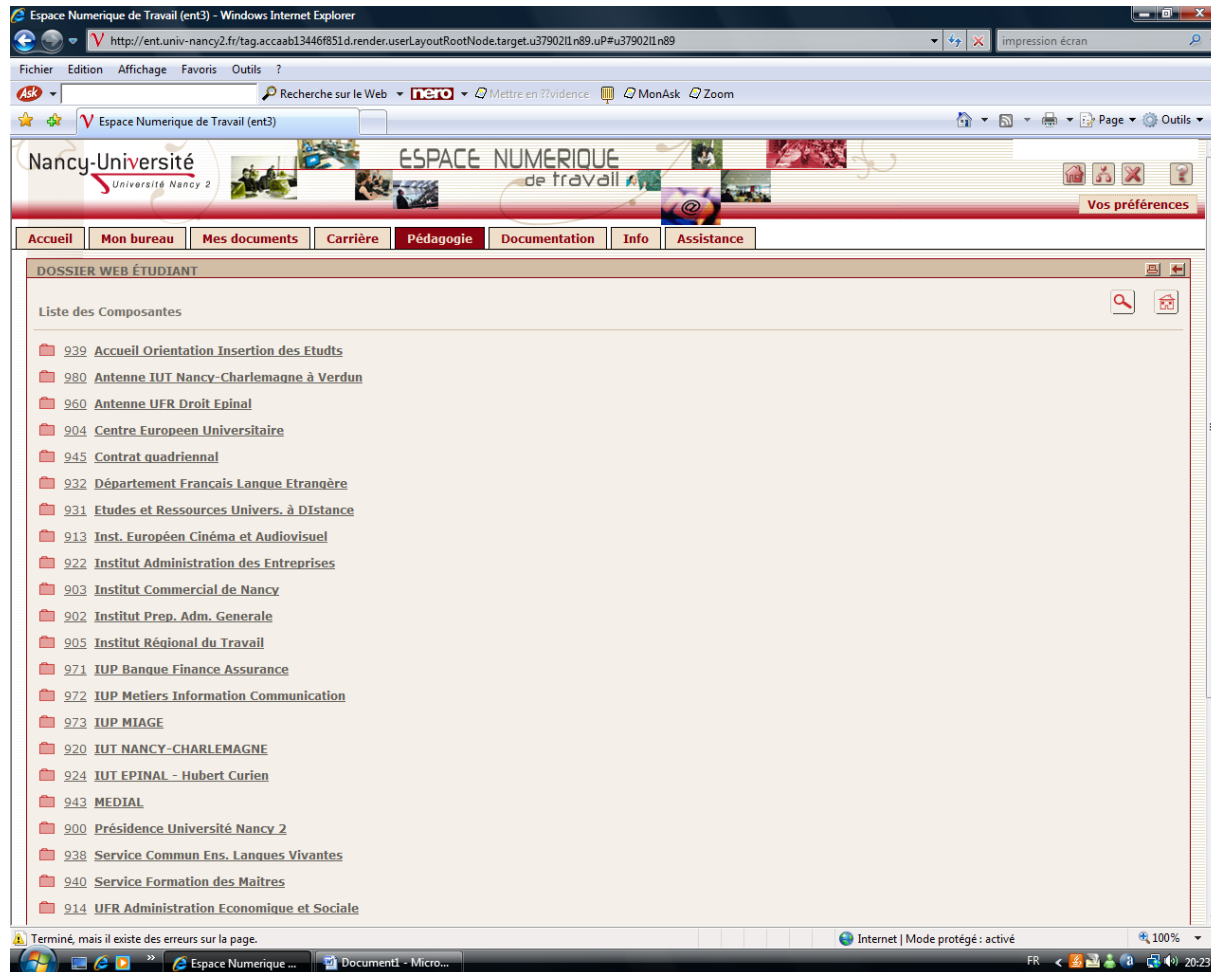 Espace Numerique de Travail (ent3) - Windows Internet Explorer
http://ent.univ-nancy2.fr/tag.accaab13446f851d.render.userLayoutRootNode.target.u37902l1n89.uP#u37902l1n89 impression écran
Fichier Edition Affichage Favoris Outils ?
Ask Recherche sur le Web nero Mettre en ??vidence MonAsk Zoom
Espace Numerique de Travail (ent3) Page Outils
Nancy-Université
Université Nancy 2
ESPACE NUMERIQUE
de travail
@
Vos préférences
Accueil Mon bureau Mes documents Carrière Pédagogie Documentation Info Assistance
DOSSIER WEB ÉTUDIANT
Liste des Composantes
939 Accueil Orientation Insertion des Etudts
980 Antenne IUT Nancy-Charlemagne à Verdun
960 Antenne UFR Droit Epinal
904 Centre Europeen Universitaire
945 Contrat quadriennal
932 Département Francais Langue Etrangère
931 Etudes et Ressources Univers. à DIstance
913 Inst. Européen Cinéma et Audiovisuel
922 Institut Administration des Entreprises
903 Institut Commercial de Nancy
902 Institut Prep. Adm. Generale
905 Institut Régional du Travail
971 IUP Banque Finance Assurance
972 IUP Metiers Information Communication
973 IUP MIAGE
920 IUT NANCY-CHARLEMAGNE
924 IUT EPINAL - Hubert Curien
943 MEDIAL
900 Présidence Université Nancy 2
938 Service Commun Ens. Langues Vivantes
940 Service Formation des Maitres
914 UFR Administration Economique et Sociale
Terminé, mais il existe des erreurs sur la page. Internet | Mode protégé : activé 100%
Espace Numerique ... Document1 - Micro... FR 20:23